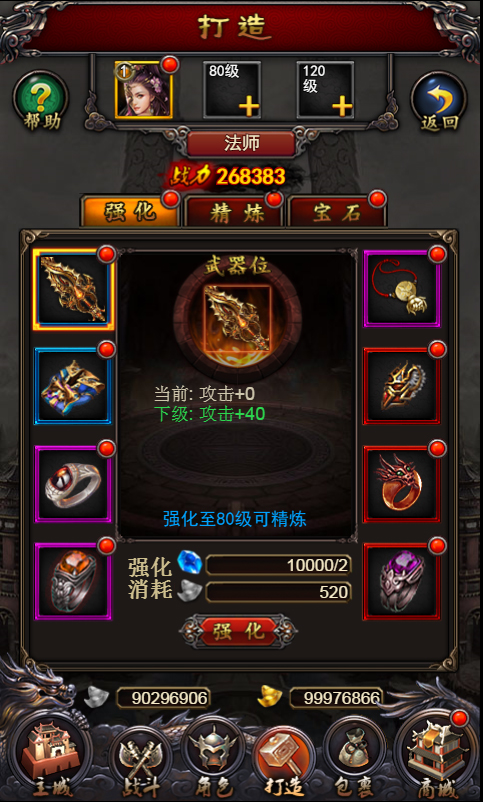 打造
1
80级
120
级
帮助
返回
法师
战力 268383
强化
精炼
宝石
武器位
当前: 攻击+0
下级: 攻击+40
强化至80级可精炼
强化
消耗
10000/2
520
强化
90296906
99976866
主城
战斗
角色
打造
包裹
商城